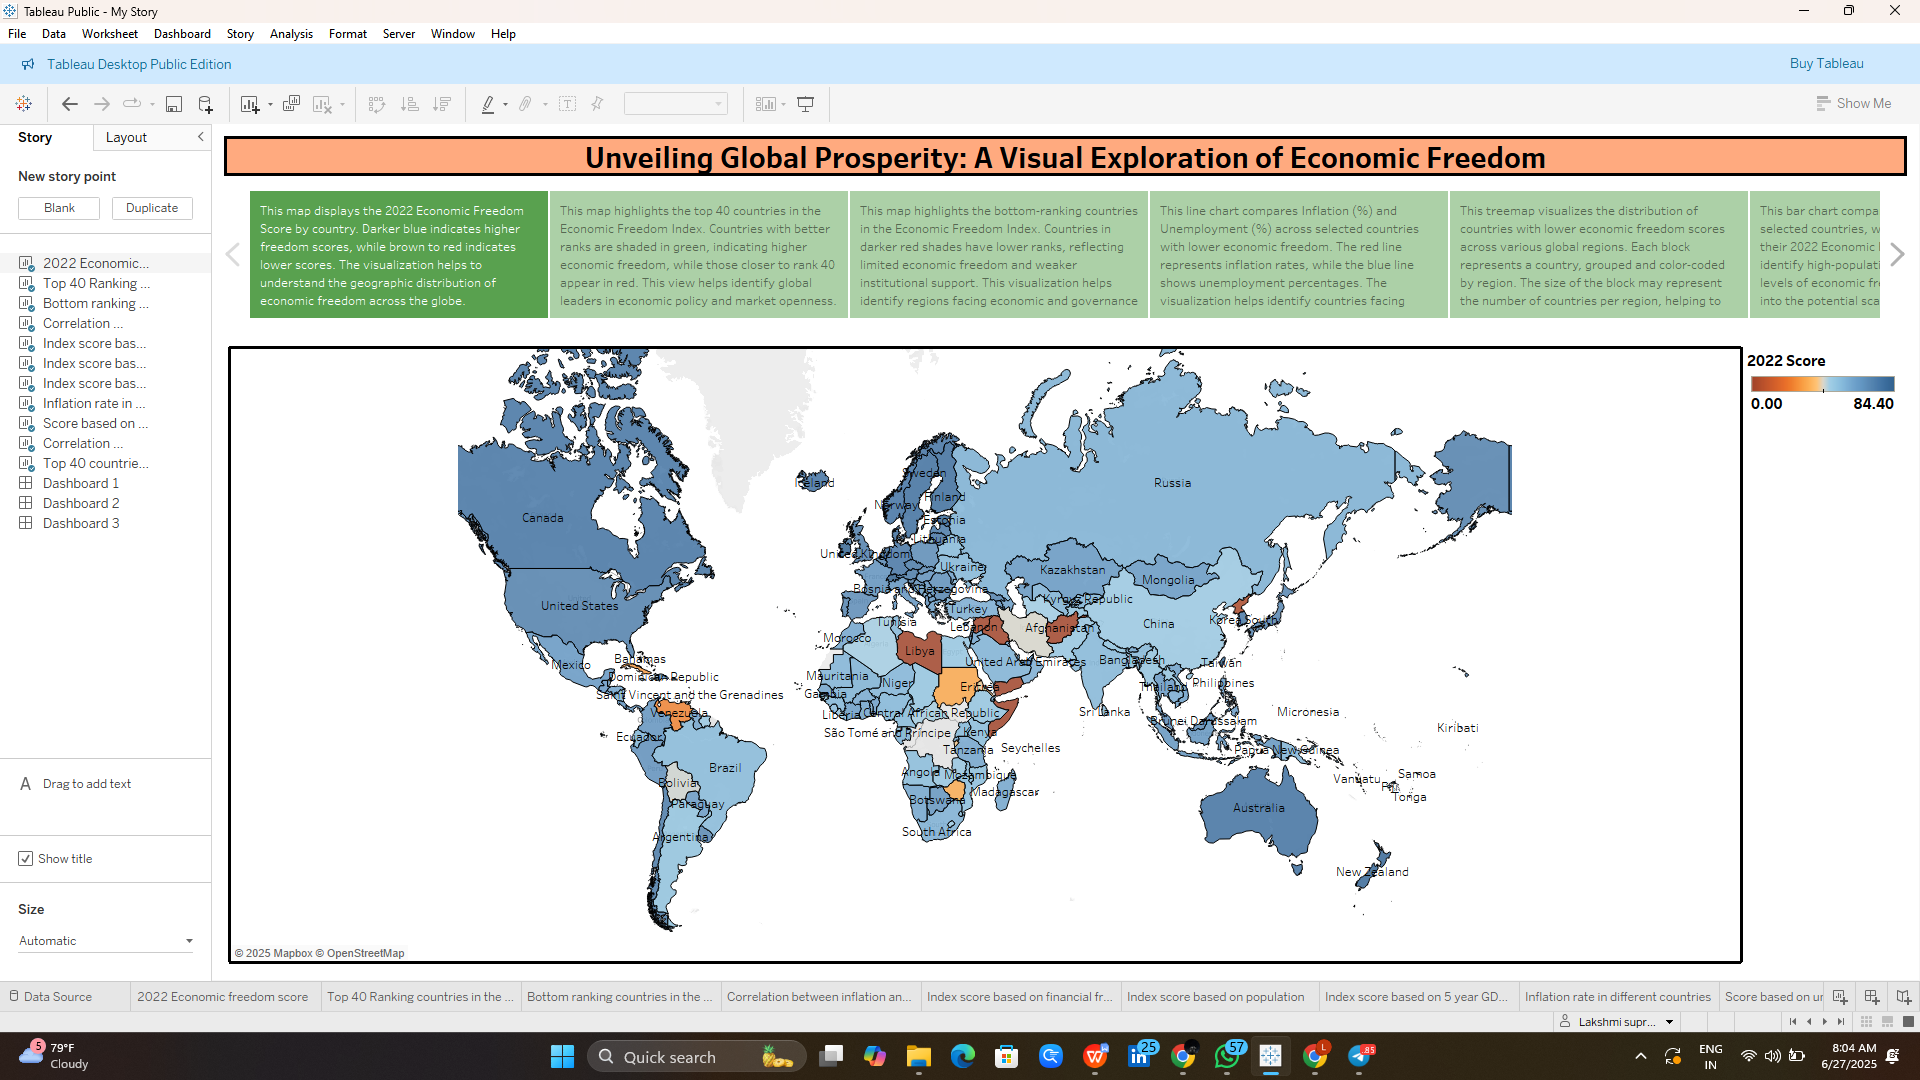 Tableau Public - My Story
File Data Worksheet Dashboard Story Analysis Format Server Window Help
Tableau Desktop Public Edition
Buy Tableau
Show Me
Story Layout
New story point
Blank Duplicate
2022 Economic...
Top 40 Ranking ...
Bottom ranking ...
Correlation ...
Index score bas...
Index score bas...
Index score bas...
Inflation rate in ...
Score based on ...
Correlation ...
Top 40 countrie...
Dashboard 1
Dashboard 2
Dashboard 3
A Drag to add text
Show title
Size
Automatic
Unveiling Global Prosperity: A Visual Exploration of Economic Freedom
This map displays the 2022 Economic Freedom
Score by country. Darker blue indicates higher
freedom scores, while brown to red indicates
lower scores. The visualization helps to
understand the geographic distribution of
economic freedom across the globe.
This map highlights the top 40 countries in the
Economic Freedom Index. Countries with better
ranks are shaded in green, indicating higher
economic freedom, while those closer to rank 40
appear in red. This view helps identify global
leaders in economic policy and market openness.
This map highlights the bottom-ranking countries
in the Economic Freedom Index. Countries in
darker red shades have lower ranks, reflecting
limited economic freedom and weaker
institutional support. This visualization helps
identify regions facing economic and governance
This line chart compares Inflation (%) and
Unemployment (%) across selected countries
with lower economic freedom. The red line
represents inflation rates, while the blue line
shows unemployment percentages. The
visualization helps identify countries facing
This treemap visualizes the distribution of
countries with lower economic freedom scores
across various global regions. Each block
represents a country, grouped and color-coded
by region. The size of the block may represent
the number of countries per region, helping to
This bar chart compa
selected countries, w
their 2022 Economic
identify high-populati
levels of economic fr
into the potential sca
2022 Score
0.00 84.40
Sweden
Iceland
Russia
Finland
Norway
Canada
Estonia
Lithuania
United Kingdom
Ukraine
Kazakhstan
Mongolia
Bosnia and Herzegovina
Kyrgyz Republic
United States
Turkey
Tunisia
Korea South
China
Lebanon
Afghanistan
Morocco
Libya
Bahamas
United Arab Emirates
Bangladesh
Taiwan
Mexico
Dominican Republic
Mauritania
Niger
Eritrea
Thailand
Philippines
Saint Vincent and the Grenadines
Gambia
Venezuela
Liberia
Central African Republic
Sri Lanka
Micronesia
Brunei Darussalam
Kiribati
São Tomé and Príncipe
Kenya
Ecuador
Seychelles
Tanzania
Papua New Guinea
Brazil
Angola
Mozambique
Samoa
Vanuatu
Fiji
Bolivia
Madagascar
Tonga
Botswana
Paraguay
Australia
South Africa
Argentina
New Zealand
© 2025 Mapbox © OpenStreetMap
Data Source 2022 Economic freedom score Top 40 Ranking countries in the ... Bottom ranking countries in the ... Correlation between inflation an... Index score based on financial fr... Index score based on population Index score based on 5 year GD... Inflation rate in different countries Score based on ur
Lakshmi supr...
5
79°F
Cloudy
Quick search
25
57
L
85
ENG
IN
8:04 AM
6/27/2025